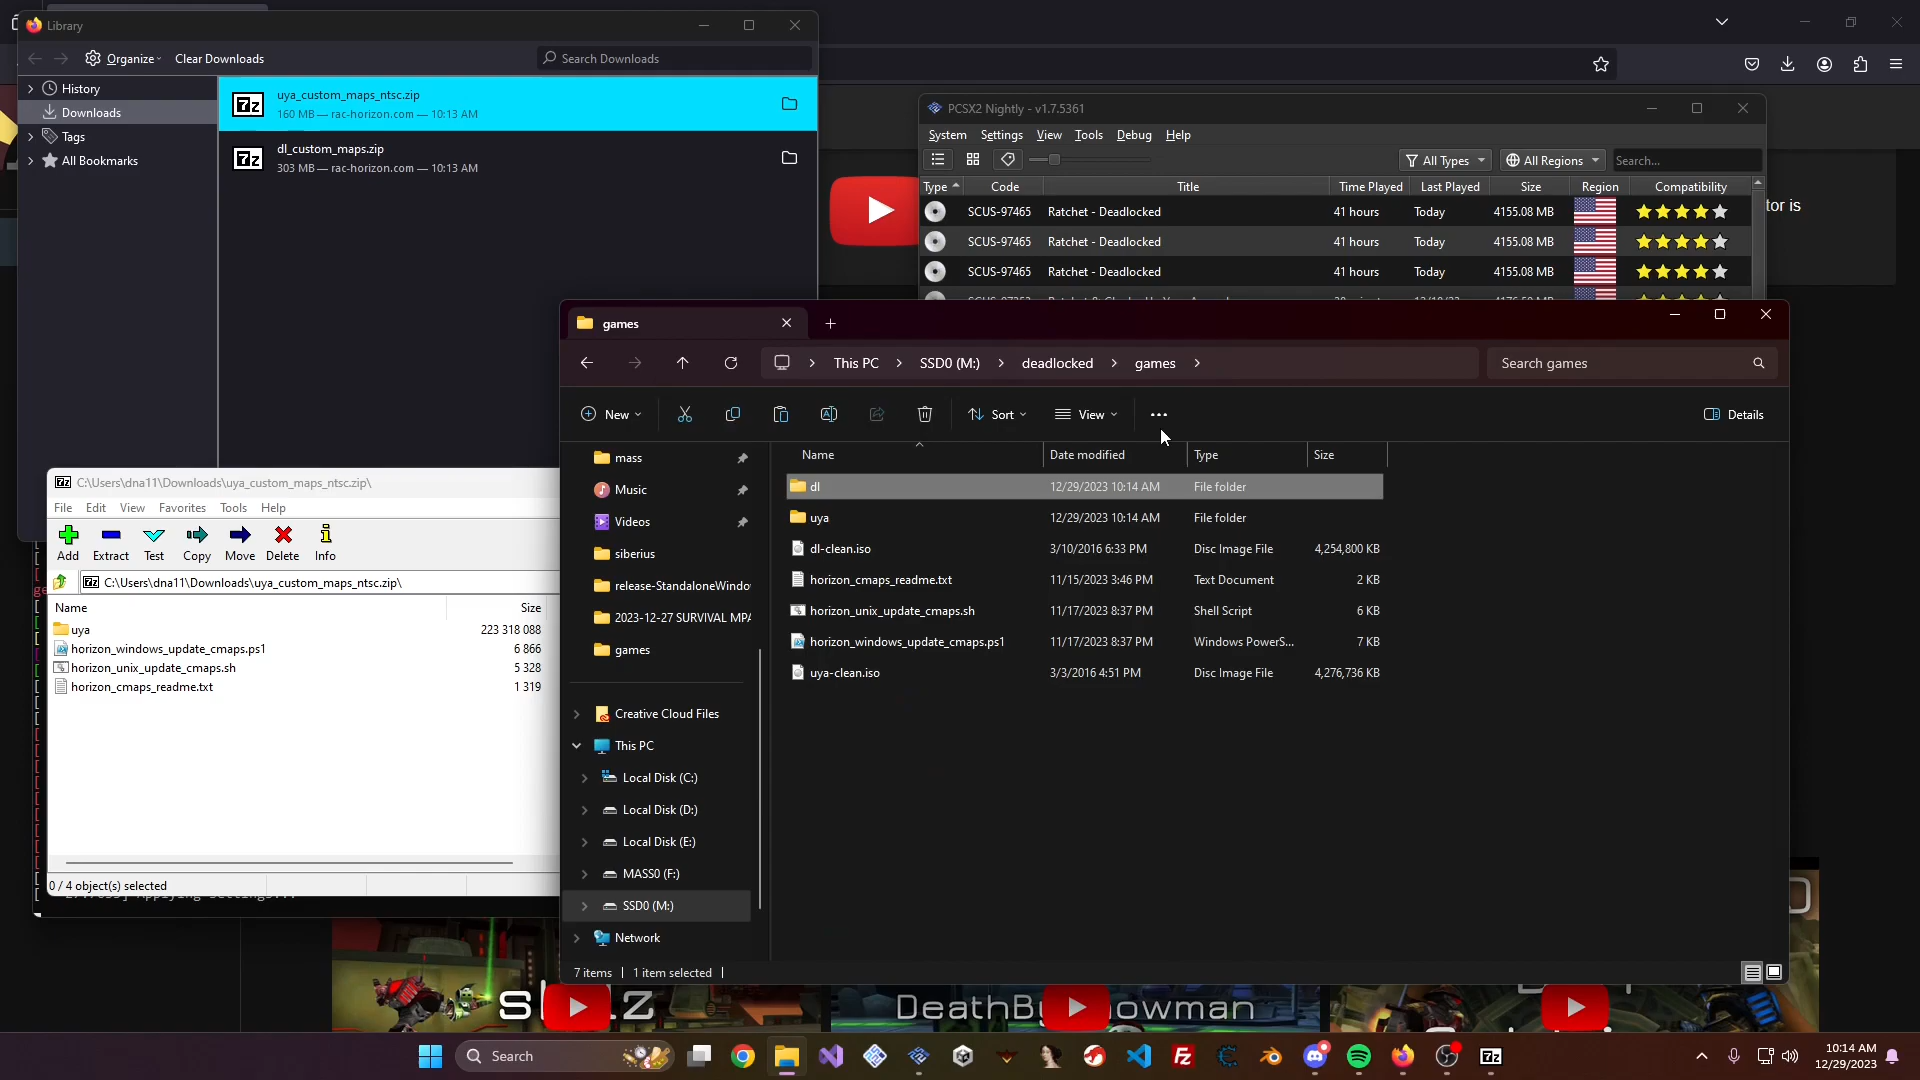 Library
Organize
Clear Downloads
Search Downloads
History
Downloads
Tags
All Bookmarks
uya_custom_maps_ntsc.zip
160 MB — rac-horizon.com — 10:13 AM
dl_custom_maps.zip
303 MB — rac-horizon.com — 10:13 AM
tor is
PCSX2 Nightly - v1.7.5361
System Settings View Tools Debug Help
All Types All Regions Search...
Type Code Title Time Played Last Played Size Region Compatibility
SCUS-97465 Ratchet - Deadlocked 41 hours Today 4155.08 MB
SCUS-97465 Ratchet - Deadlocked 41 hours Today 4155.08 MB
SCUS-97465 Ratchet - Deadlocked 41 hours Today 4155.08 MB
games
This PC > SSD0 (M:) > deadlocked > games >
Search games
New Sort View Details
mass
Music
Videos
siberius
release-StandaloneWindo
2023-12-27 SURVIVAL MPA
games
Creative Cloud Files
This PC
Local Disk (C:)
Local Disk (D:)
Local Disk (E:)
MASS0 (F:)
SSD0 (M:)
Network
Name Date modified Type Size
dl 12/29/2023 10:14 AM File folder
uya 12/29/2023 10:14 AM File folder
dl-clean.iso 3/10/2016 6:33 PM Disc Image File 4,254,800 KB
horizon_cmaps_readme.txt 11/15/2023 3:46 PM Text Document 2 KB
horizon_unix_update_cmaps.sh 11/17/2023 8:37 PM Shell Script 6 KB
horizon_windows_update_cmaps.ps1 11/17/2023 8:37 PM Windows PowerS... 7 KB
uya-clean.iso 3/3/2016 4:51 PM Disc Image File 4,276,736 KB
7 items 1 item selected
C:\Users\dna11\Downloads\uya_custom_maps_ntsc.zip\
File Edit View Favorites Tools Help
Add Extract Test Copy Move Delete Info
C:\Users\dna11\Downloads\uya_custom_maps_ntsc.zip\
Name Size
uya 223 318 088
horizon_windows_update_cmaps.ps1 6 866
horizon_unix_update_cmaps.sh 5 328
horizon_cmaps_readme.txt 1 319
0 / 4 object(s) selected
Applying settings...
DeathBy owman
Search
10:14 AM
12/29/2023